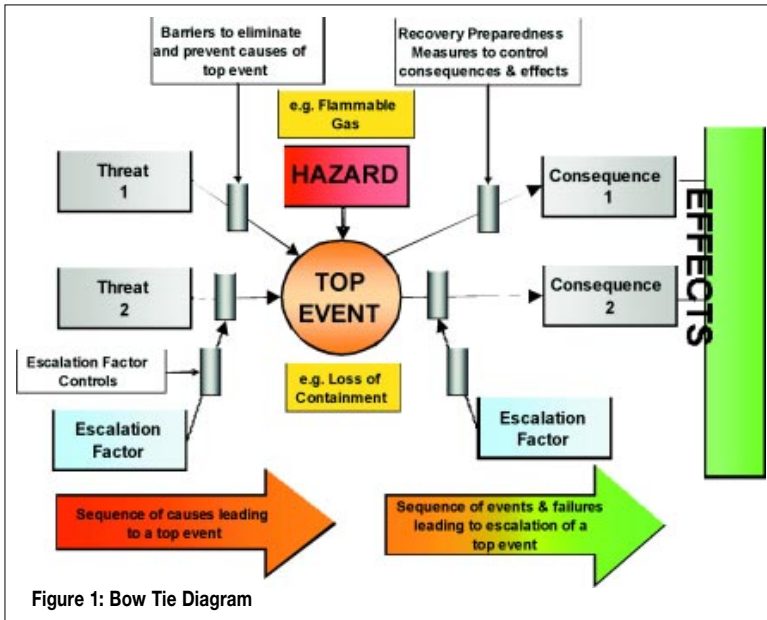 Barriers to eliminate
and prevent causes of
top event
Recovery Preparedness
Measures to control
consequences & effects
e.g. Flammable
Gas
HAZARD
Threat
1
Consequence
1
EFFECTS
TOP
EVENT
Threat
2
Consequence
2
Escalation Factor
Controls
e.g. Loss of
Containment
Escalation
Factor
Escalation
Factor
Sequence of causes leading
to a top event
Sequence of events & failures
leading to escalation of a
top event
Figure 1: Bow Tie Diagram